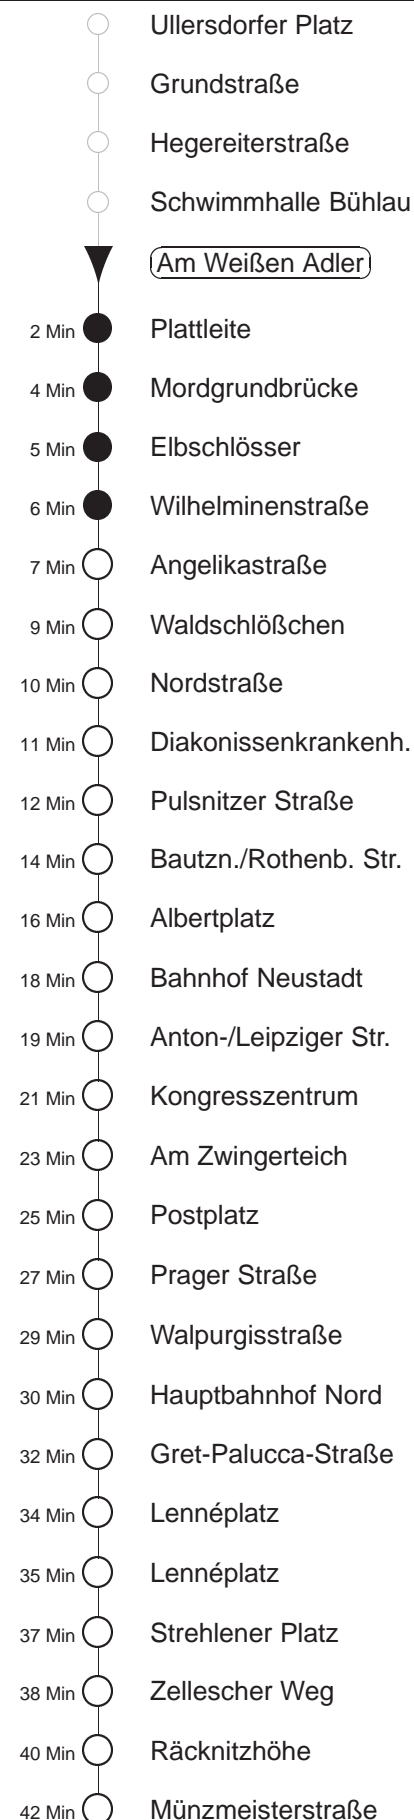 Ullersdorfer Platz
Grundstraße
Hegereiterstraße
Schwimmhalle Bühlau
Am Weißen Adler
2 Min Plattleite
4 Min Mordgrundbrücke
5 Min Elbschlösser
6 Min Wilhelminenstraße
7 Min Angelikastraße
9 Min Waldschlößchen
10 Min Nordstraße
11 Min Diakonissenkrankenh.
12 Min Pulsnitzer Straße
14 Min Bautzn./Rothenb. Str.
16 Min Albertplatz
18 Min Bahnhof Neustadt
19 Min Anton-/Leipziger Str.
21 Min Kongresszentrum
23 Min Am Zwingerteich
25 Min Postplatz
27 Min Prager Straße
29 Min Walpurgisstraße
30 Min Hauptbahnhof Nord
32 Min Gret-Palucca-Straße
34 Min Lennéplatz
35 Min Lennéplatz
37 Min Strehlener Platz
38 Min Zellescher Weg
40 Min Räcknitzhöhe
42 Min Münzmeisterstraße